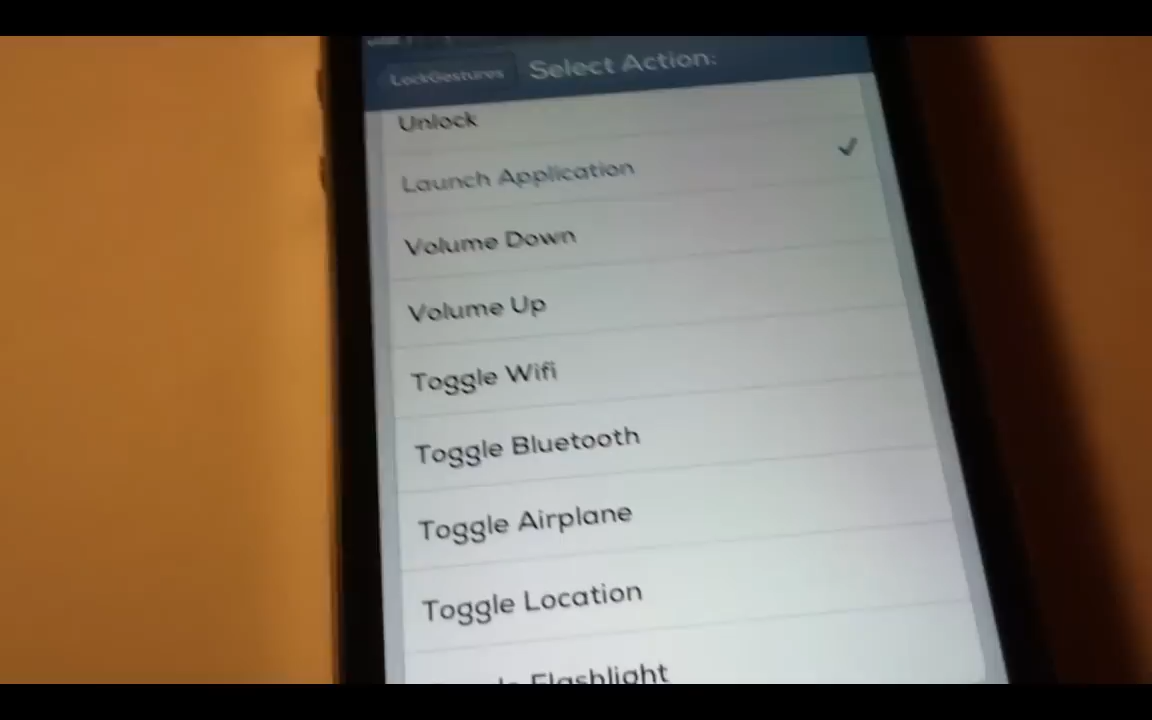 LockGestures
Select Action:
Unlock
Launch Application
Volume Down
Volume Up
Toggle Wifi
Toggle Bluetooth
Toggle Airplane
Toggle Location
Flashlight